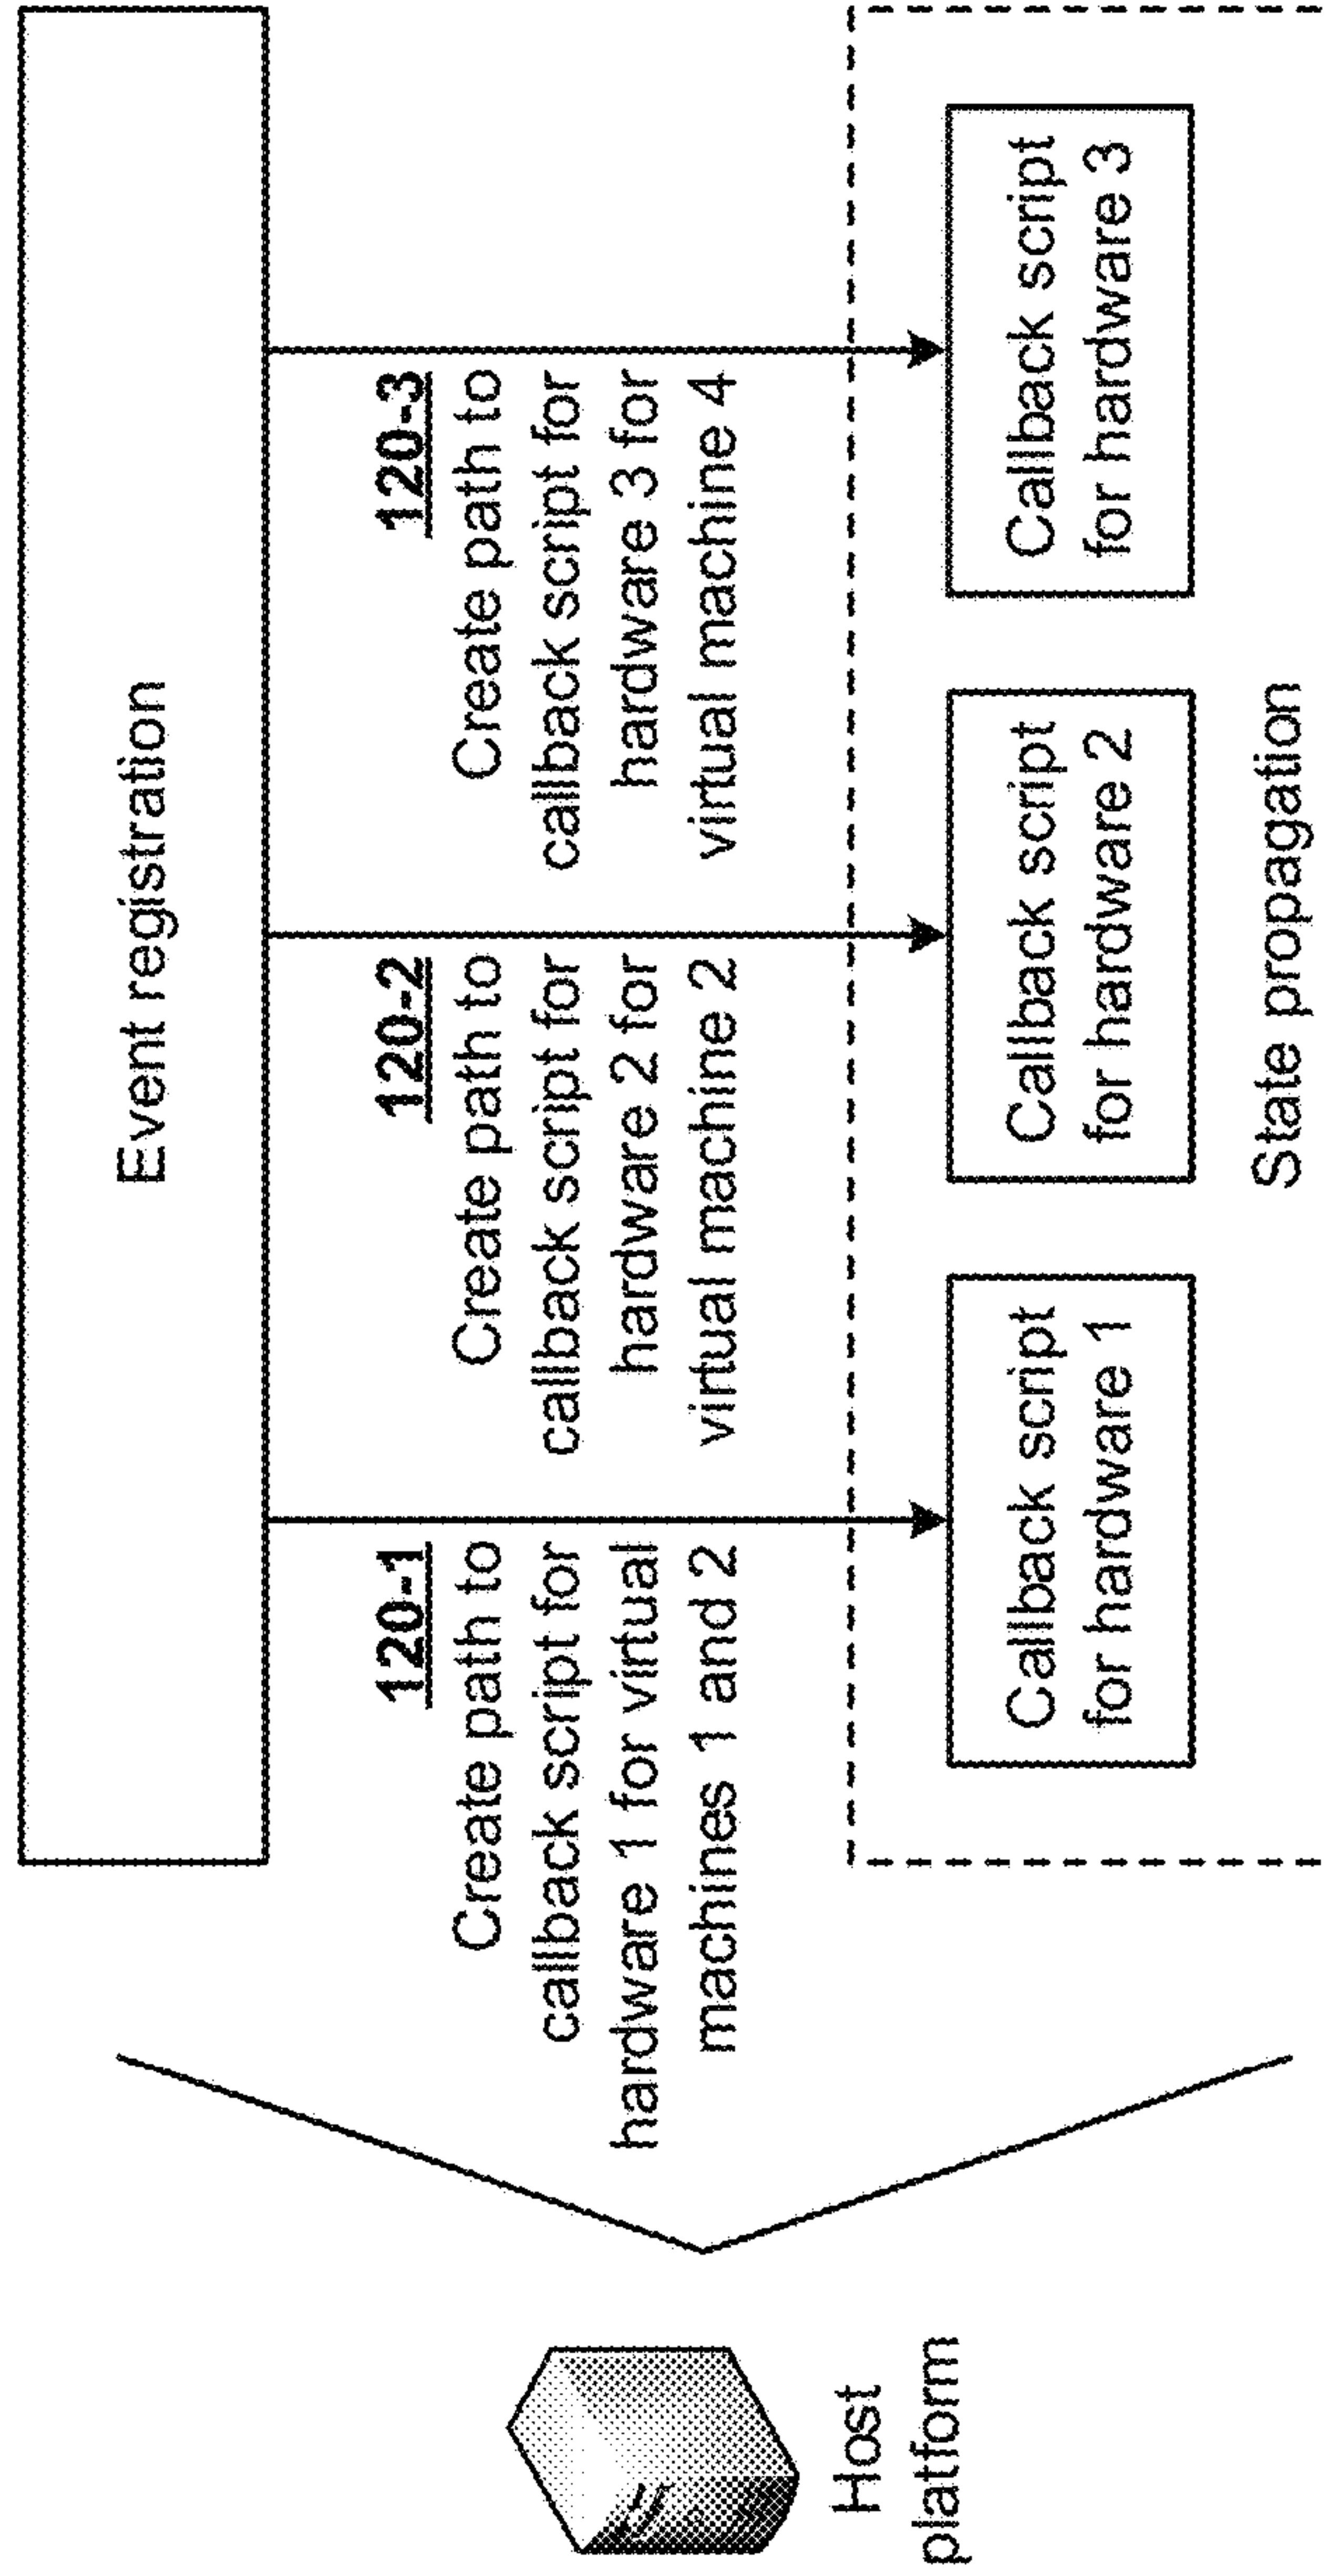 Event registration
120-1
Create path to
callback script for
hardware 1 for virtual
machines 1 and 2
120-2
Create path to
callback script for
hardware 2 for
virtual machine 2
120-3
Create path to
callback script for
hardware 3 for
virtual machine 4
Host
platform
Callback script
for hardware 1
Callback script
for hardware 2
Callback script
for hardware 3
State propagation